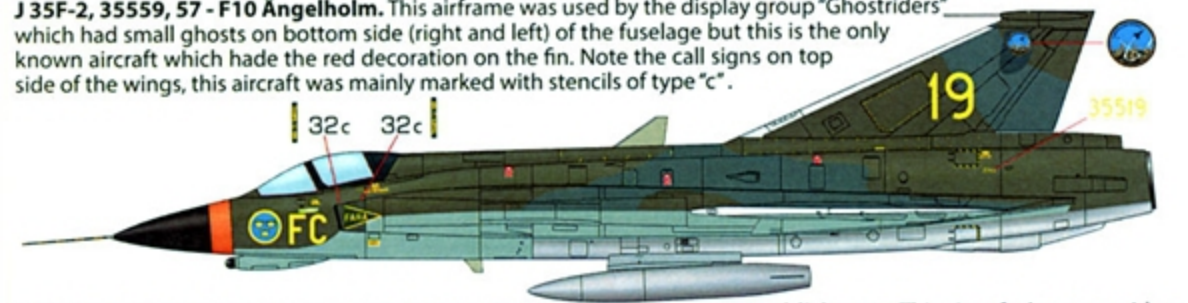 J 35F-2, 35559, 57 - F10 Angelholm. This airframe was used by the display group "Ghostriders"
which had small ghosts on bottom side (right and left) of the fuselage but this is the only
known aircraft which hade the red decoration on the fin. Note the call signs on top
side of the wings, this aircraft was mainly marked with stencils of type "c".
32c 32c
19
35519
FC
FARA